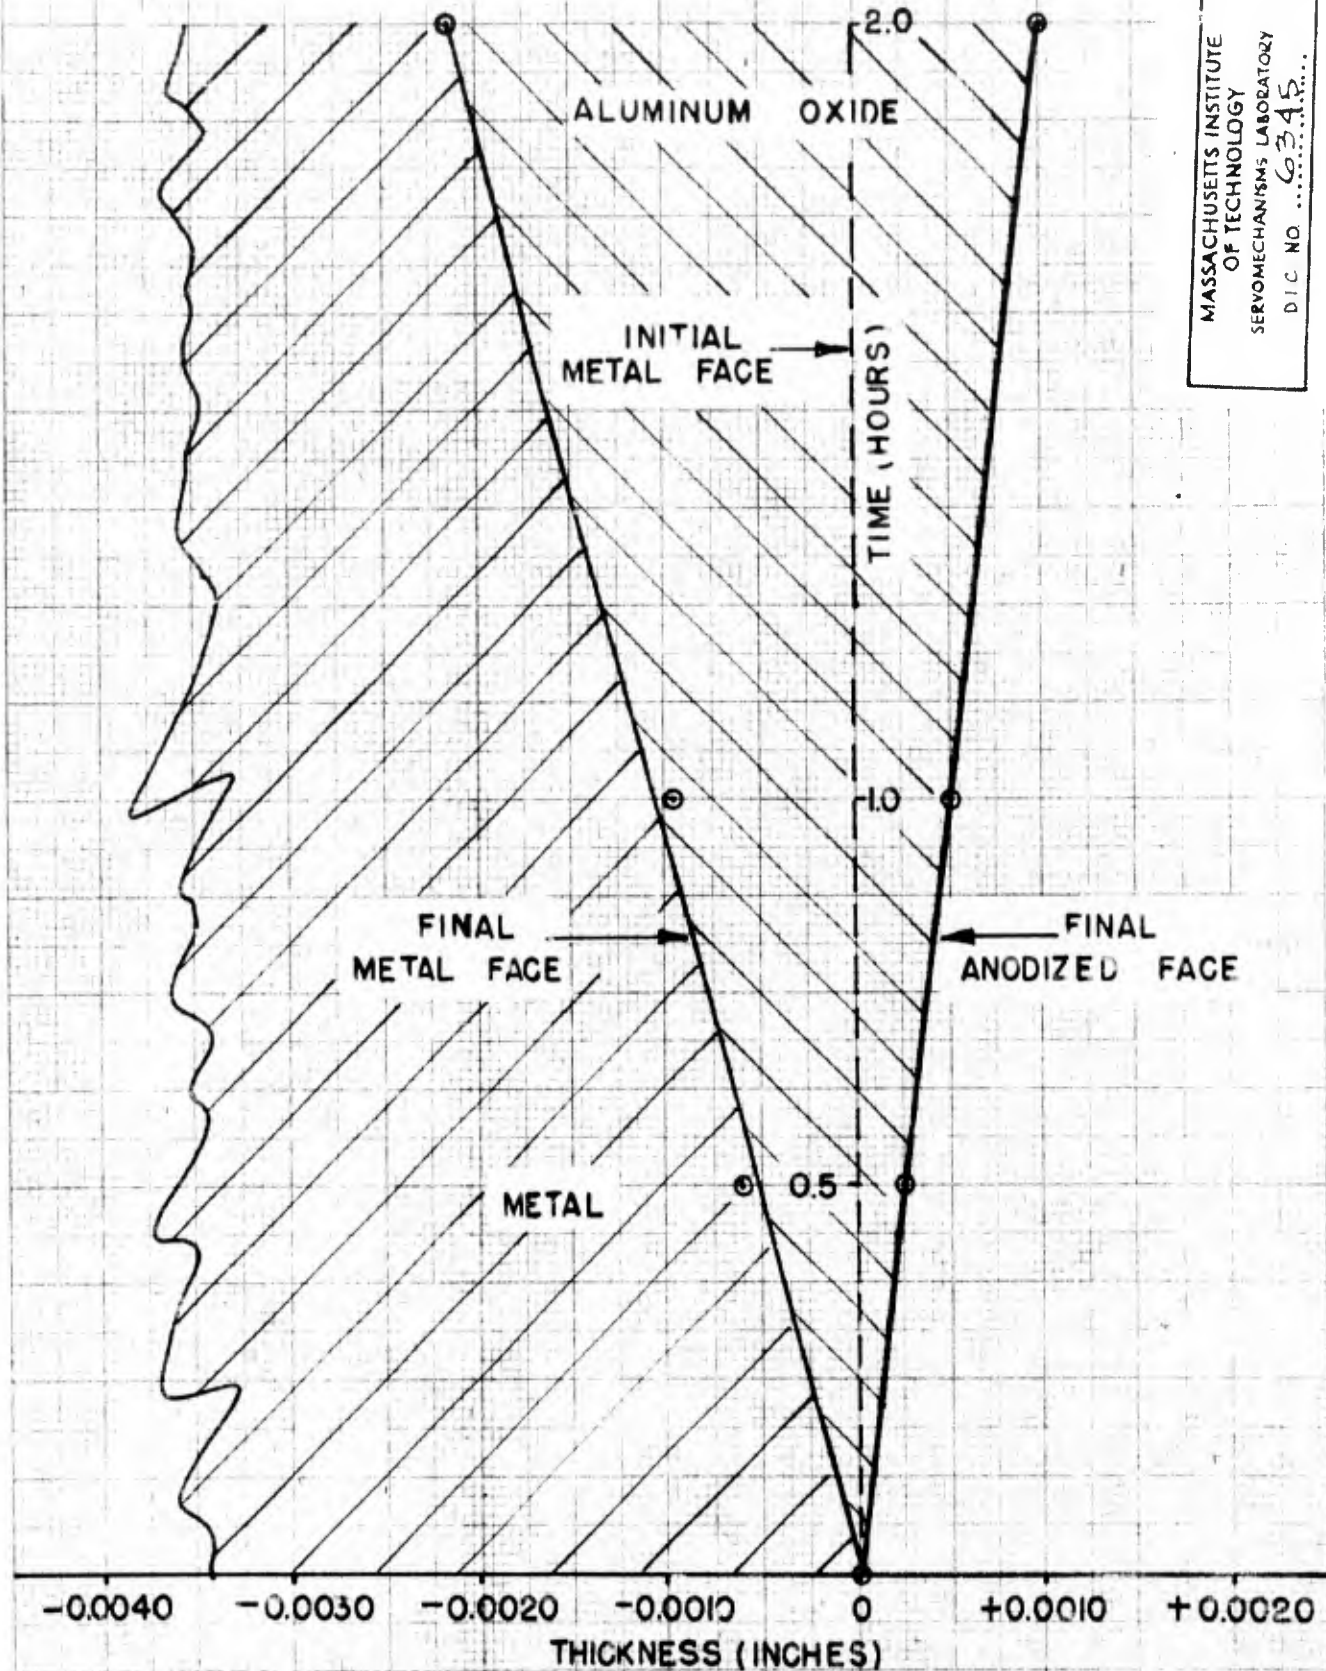 2.0
MASSACHUSETTS INSTITUTE
OF TECHNOLOGY
SERVOMECHANISMS LABORATORY
DIC NO. ...6345...
ALUMINUM OXIDE
INITIAL
METAL FACE
TIME (HOURS)
1.0
FINAL
METAL FACE
FINAL
ANODIZED FACE
0.5
METAL
-0.0040 -0.0030 -0.0020 -0.0010 0 +0.0010 +0.0020
THICKNESS (INCHES)